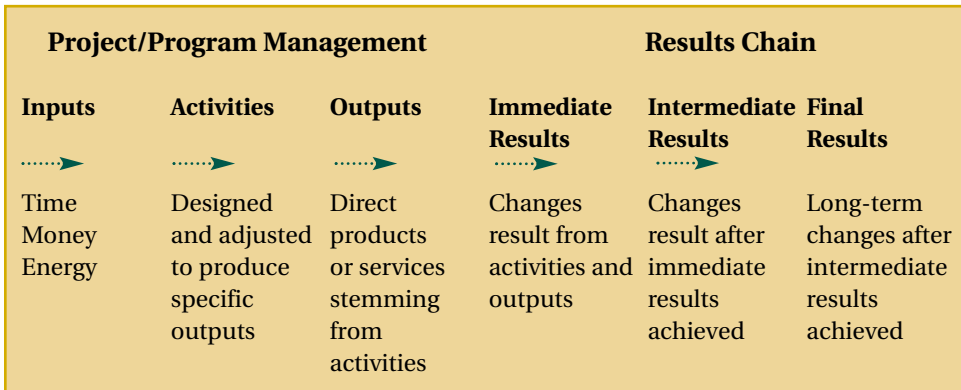 Project/Program Management
Results Chain
Inputs
Activities
Outputs
Immediate
Results
Intermediate
Results
Final
Results
Time
Money
Energy
Designed
and adjusted
to produce
specific
outputs
Direct
products
or services
stemming
from
activities
Changes
result from
activities and
outputs
Changes
result after
immediate
results
achieved
Long-term
changes after
intermediate
results
achieved